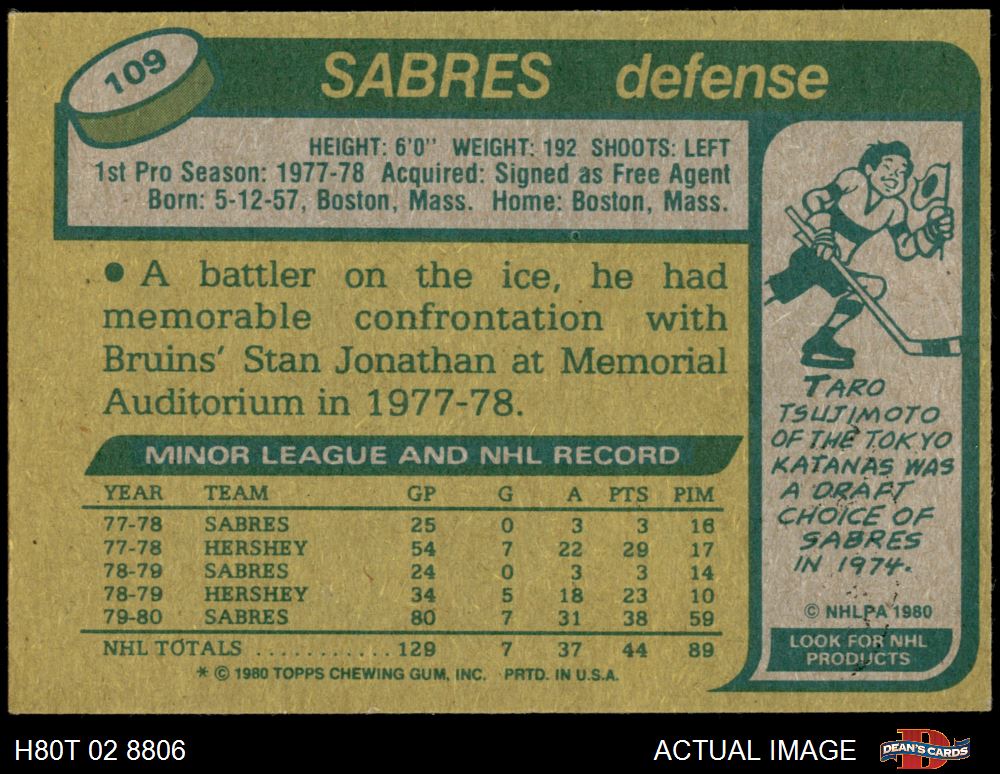 109
SABRES defense
HEIGHT: 6'0" WEIGHT: 192 SHOOTS: LEFT
1st Pro Season: 1977-78 Acquired: Signed as Free Agent
Born: 5-12-57, Boston, Mass. Home: Boston, Mass.
● A battler on the ice, he had
memorable confrontation with
Bruins' Stan Jonathan at Memorial
Auditorium in 1977-78.
MINOR LEAGUE AND NHL RECORD
YEAR TEAM GP G A PTS PIM
77-78 SABRES 25 0 3 3 16
77-78 HERSHEY 54 7 22 29 17
78-79 SABRES 24 0 3 3 14
78-79 HERSHEY 34 5 18 23 10
79-80 SABRES 80 7 31 38 59
NHL TOTALS ........... 129 7 37 44 89
* © 1980 TOPPS CHEWING GUM, INC. PRTD. IN U.S.A.
TARO
TSUJIMOTO
OF THE TOKYO
KATANAS WAS
A DRAFT
CHOICE OF
SABRES
IN 1974.
© NHLPA 1980
LOOK FOR NHL
PRODUCTS
H80T 02 8806
ACTUAL IMAGE
DEAN'S CARDS